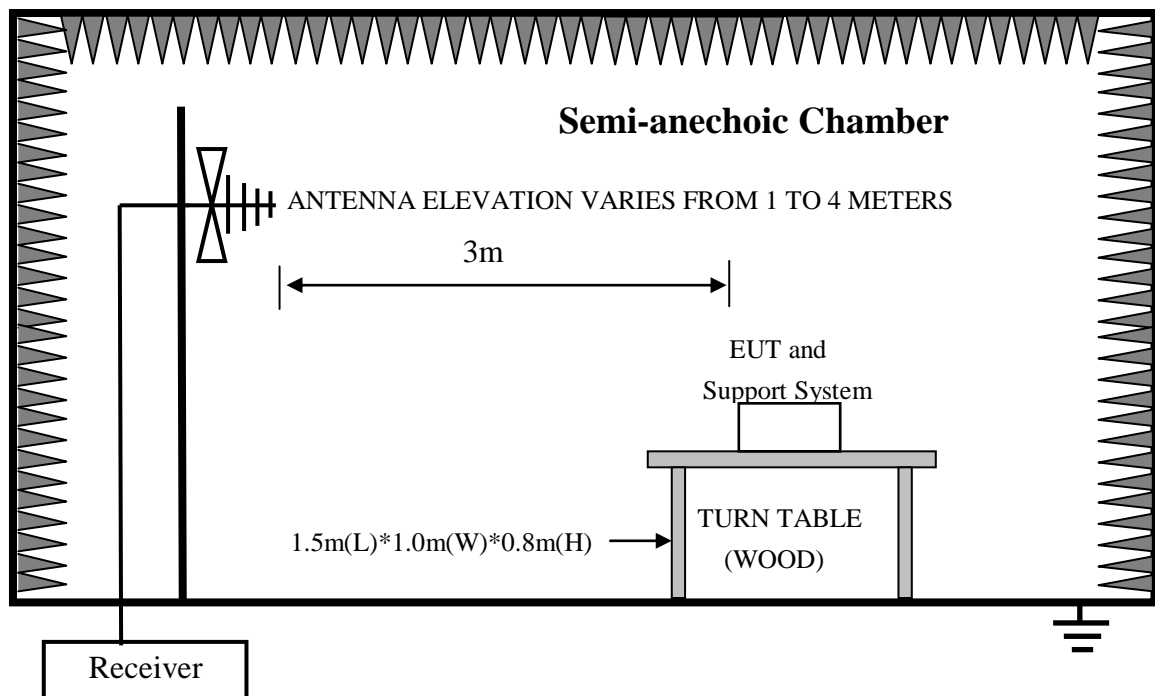 Semi-anechoic Chamber
ANTENNA ELEVATION VARIES FROM 1 TO 4 METERS
3m
EUT and
Support System
1.5m(L)*1.0m(W)*0.8m(H)
TURN TABLE
(WOOD)
Receiver